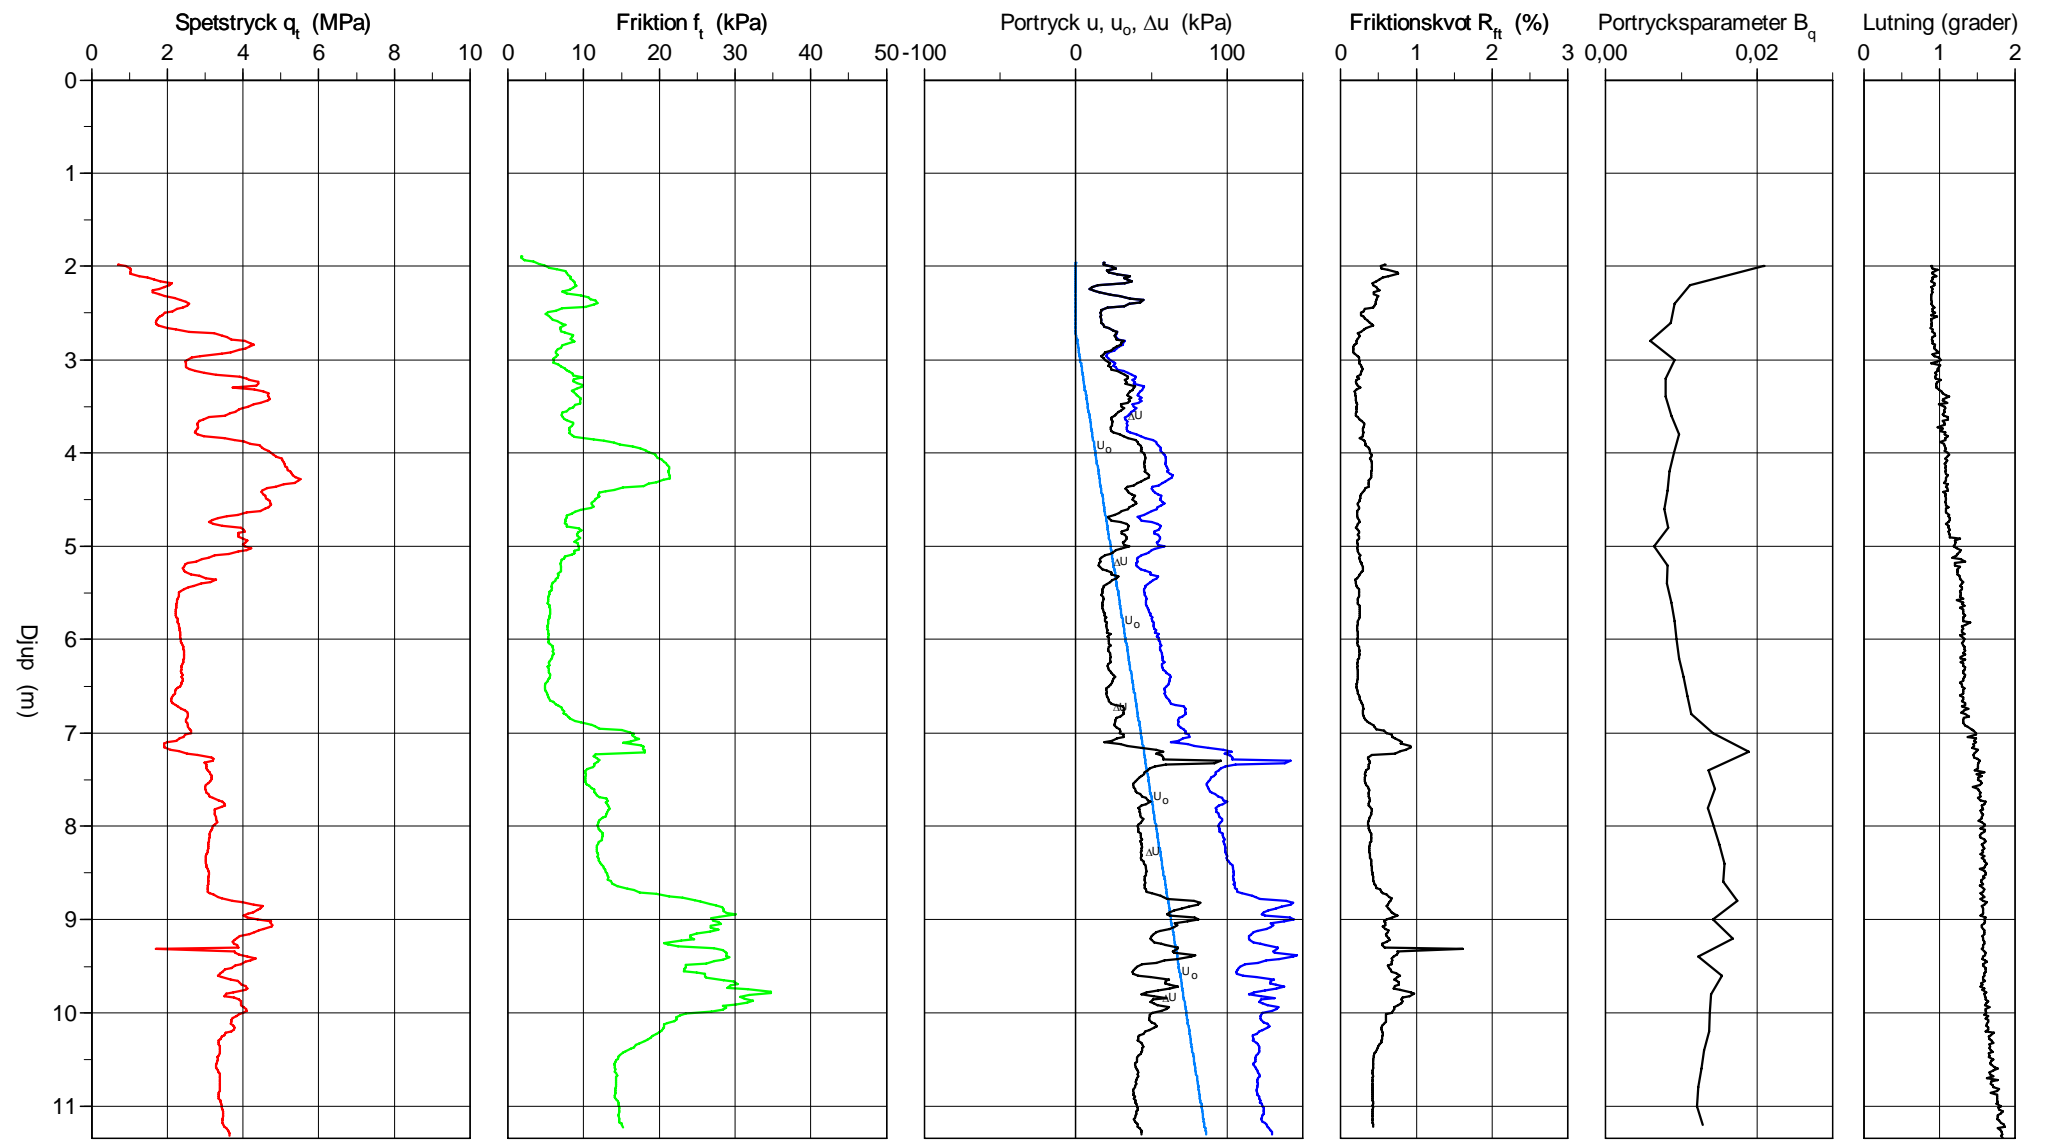 Spetstryck qt (MPa) Friktion ft (kPa) Portryck u, uo, Δu (kPa) Friktionskvot Rft (%) Portrycksparameter Bq Lutning (grader)
0 2 4 6 8 10 0 10 20 30 40 50 -100 0 100 0 1 2 3 0,00 0,02 0 1 2
0
1
2
3
ΔU
4 Uo
5
ΔU
Uo
6
ΔU
7
Uo
8
ΔU
9
Uo
ΔU
10
11
Djup (m)